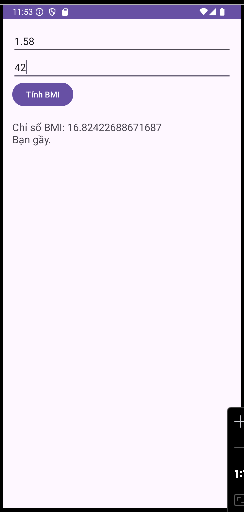 11:53
1.58
42
Tính BMI
Chỉ số BMI: 16.82422688671687
Bạn gầy.